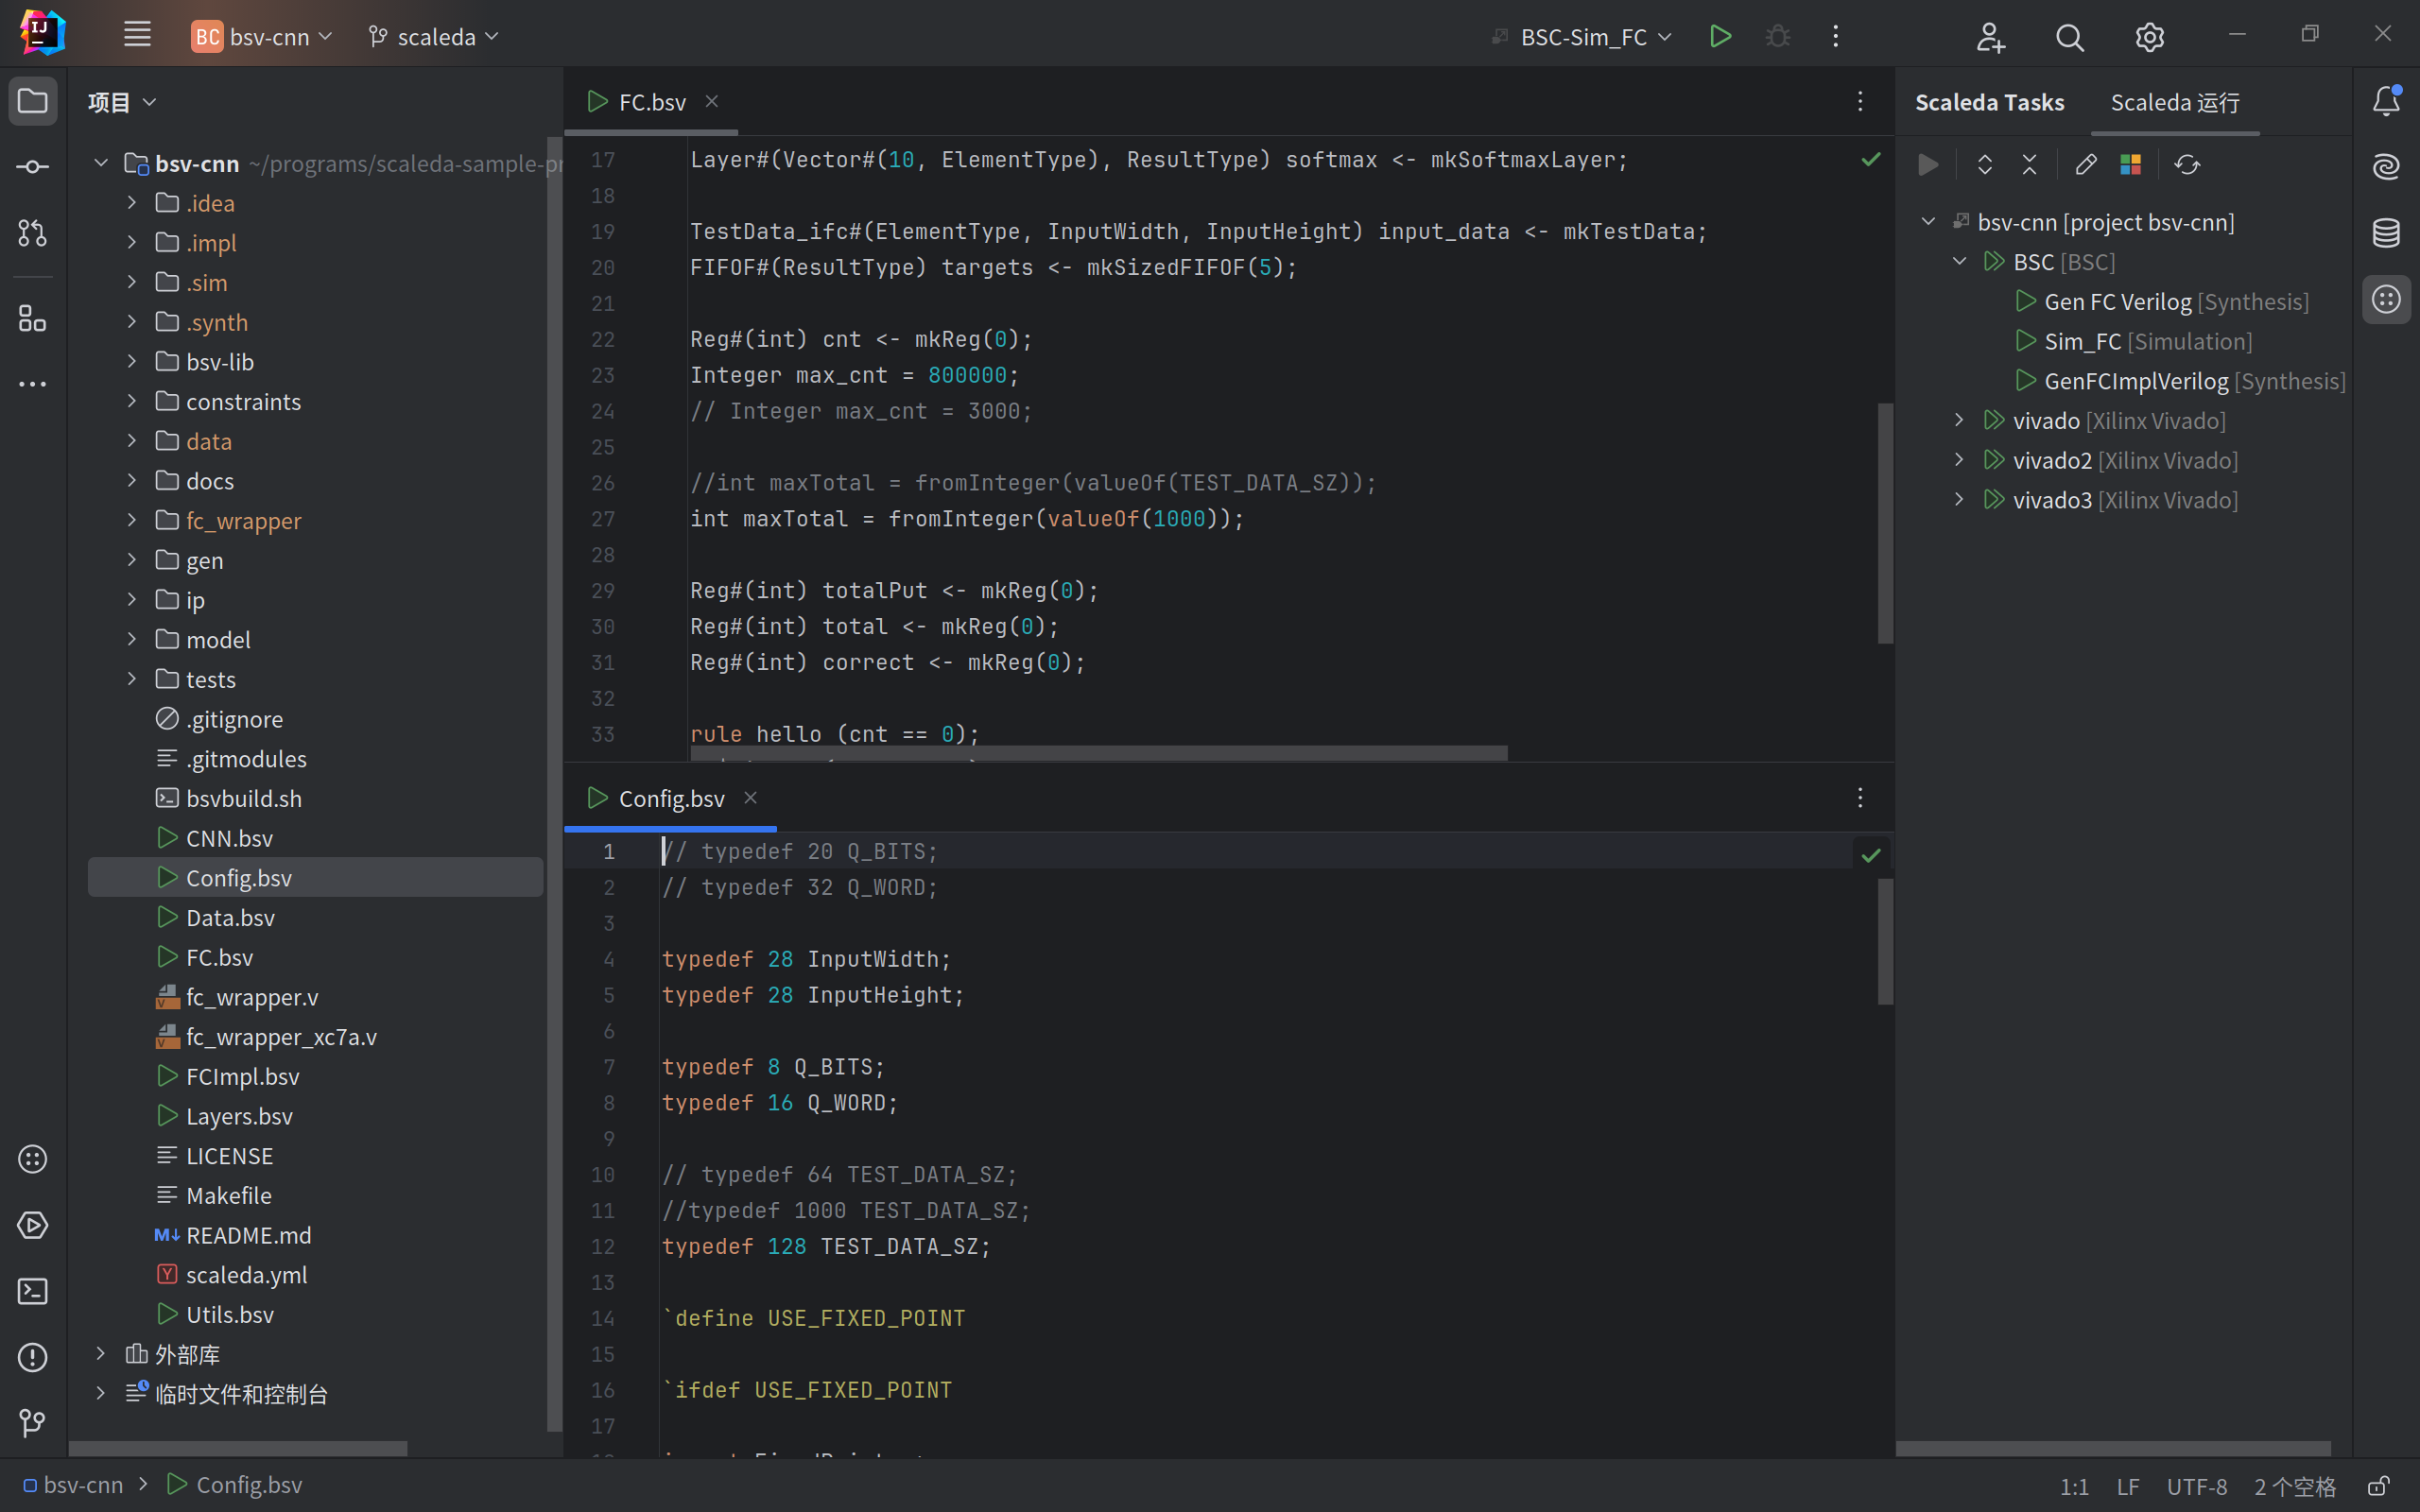 IJ
BC bsv-cnn
scaleda
BSC-Sim_FC
项目
bsv-cnn ~/programs/scaleda-sample-pr
.idea
.impl
.sim
.synth
bsv-lib
constraints
data
docs
fc_wrapper
gen
ip
model
tests
.gitignore
.gitmodules
bsvbuild.sh
CNN.bsv
Config.bsv
Data.bsv
FC.bsv
fc_wrapper.v
fc_wrapper_xc7a.v
FCImpl.bsv
Layers.bsv
LICENSE
Makefile
README.md
scaleda.yml
Utils.bsv
外部库
临时文件和控制台
FC.bsv
17 Layer#(Vector#(10, ElementType), ResultType) softmax <- mkSoftmaxLayer;
18
19 TestData_ifc#(ElementType, InputWidth, InputHeight) input_data <- mkTestData;
20 FIFOF#(ResultType) targets <- mkSizedFIFOF(5);
21
22 Reg#(int) cnt <- mkReg(0);
23 Integer max_cnt = 800000;
24 // Integer max_cnt = 3000;
25
26 //int maxTotal = fromInteger(valueOf(TEST_DATA_SZ));
27 int maxTotal = fromInteger(valueOf(1000));
28
29 Reg#(int) totalPut <- mkReg(0);
30 Reg#(int) total <- mkReg(0);
31 Reg#(int) correct <- mkReg(0);
32
33 rule hello (cnt == 0);
Config.bsv
1 // typedef 20 Q_BITS;
2 // typedef 32 Q_WORD;
3
4 typedef 28 InputWidth;
5 typedef 28 InputHeight;
6
7 typedef 8 Q_BITS;
8 typedef 16 Q_WORD;
9
10 // typedef 64 TEST_DATA_SZ;
11 //typedef 1000 TEST_DATA_SZ;
12 typedef 128 TEST_DATA_SZ;
13
14 `define USE_FIXED_POINT
15
16 `ifdef USE_FIXED_POINT
17
Scaleda Tasks
Scaleda 运行
bsv-cnn [project bsv-cnn]
BSC [BSC]
Gen FC Verilog [Synthesis]
Sim_FC [Simulation]
GenFCImplVerilog [Synthesis]
vivado [Xilinx Vivado]
vivado2 [Xilinx Vivado]
vivado3 [Xilinx Vivado]
bsv-cnn > Config.bsv
1:1 LF UTF-8 2 个空格